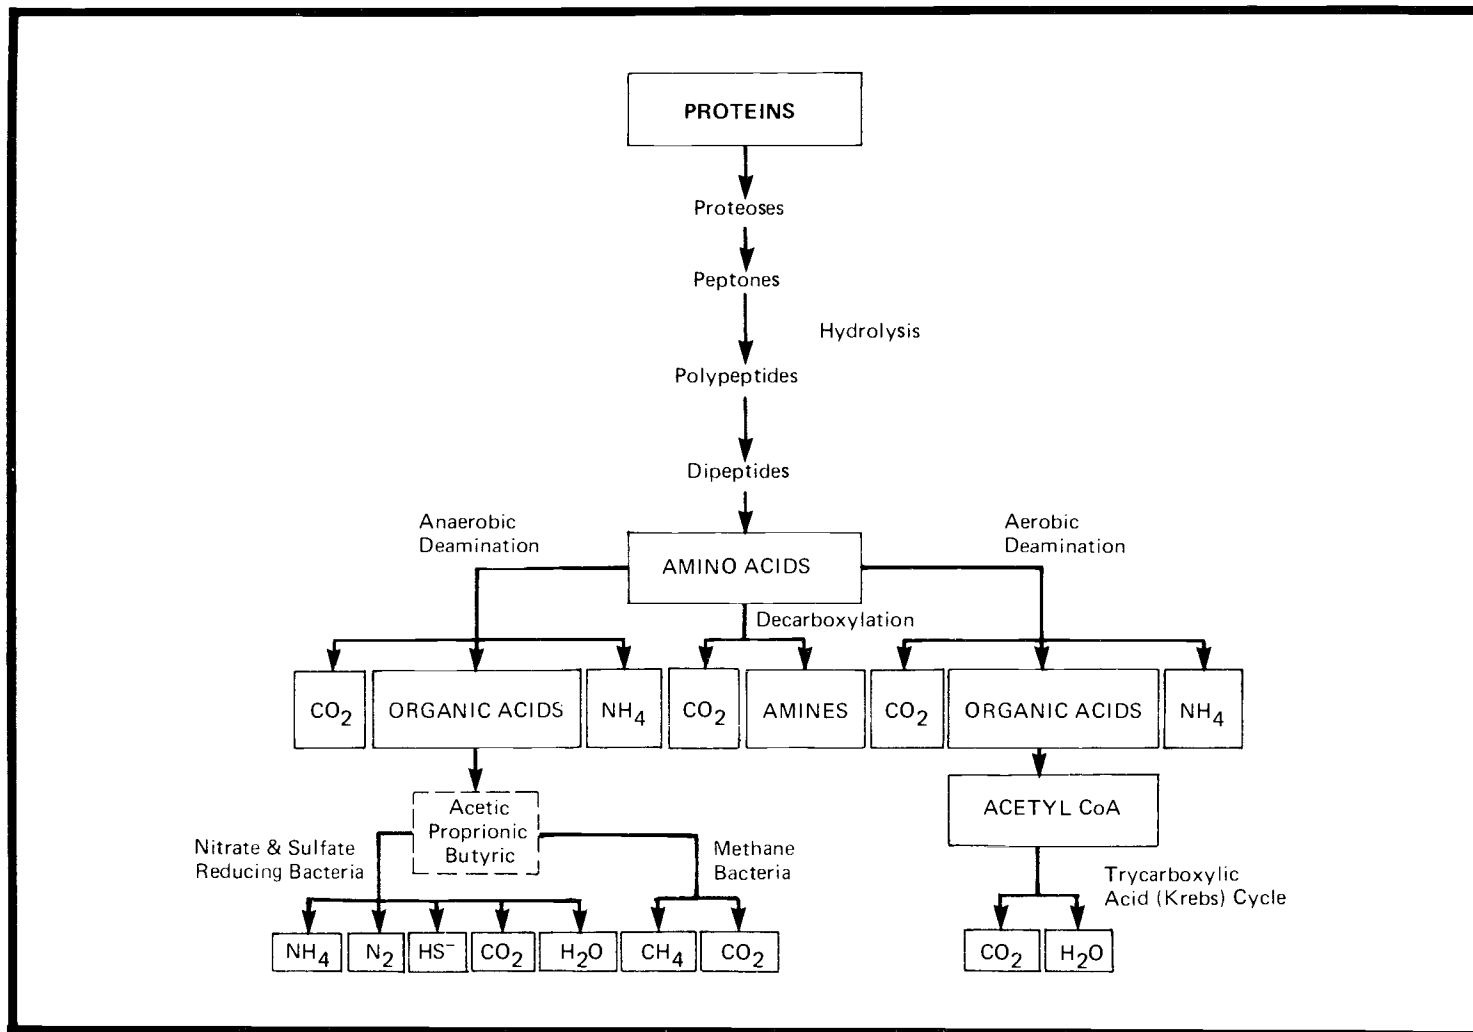 PROTEINS
Proteoses
Peptones
Hydrolysis
Polypeptides
Dipeptides
Anaerobic
Deamination
Aerobic
Deamination
AMINO ACIDS
Decarboxylation
CO2
ORGANIC ACIDS
NH4
CO2
AMINES
CO2
ORGANIC ACIDS
NH4
Acetic
Proprionic
Butyric
ACETYL CoA
Nitrate & Sulfate
Reducing Bacteria
Methane
Bacteria
Trycarboxylic
Acid (Krebs) Cycle
NH4
N2
HS−
CO2
H2O
CH4
CO2
CO2
H2O